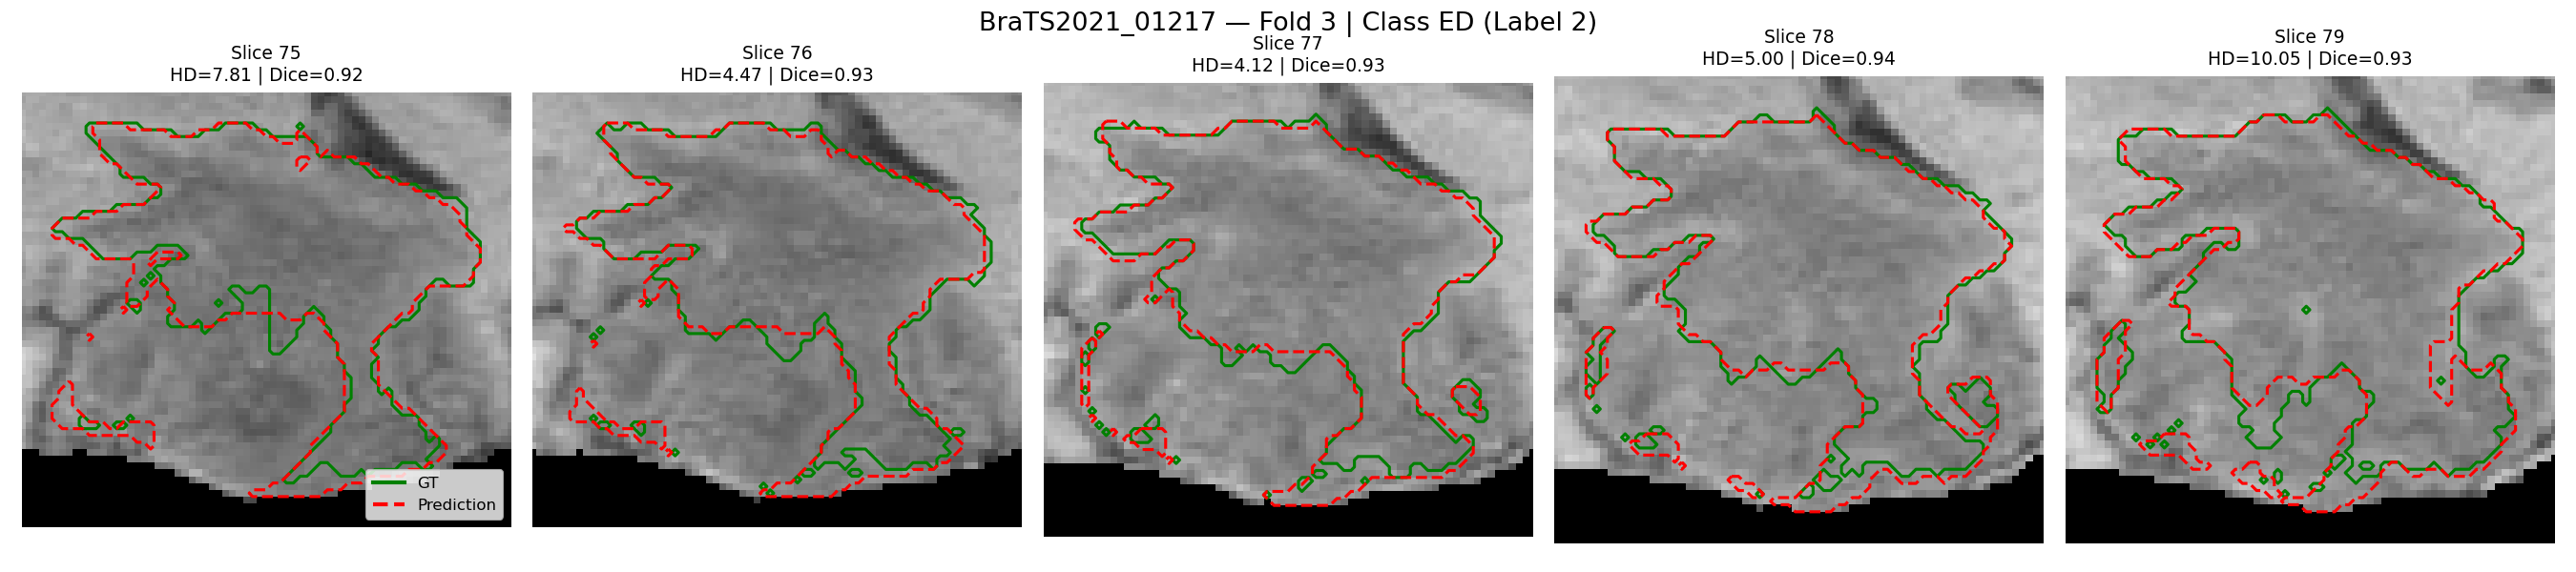 BraTS2021_01217 — Fold 3 | Class ED (Label 2)
Slice 75
HD=7.81 | Dice=0.92
Slice 76
HD=4.47 | Dice=0.93
Slice 77
HD=4.12 | Dice=0.93
Slice 78
HD=5.00 | Dice=0.94
Slice 79
HD=10.05 | Dice=0.93
GT
Prediction